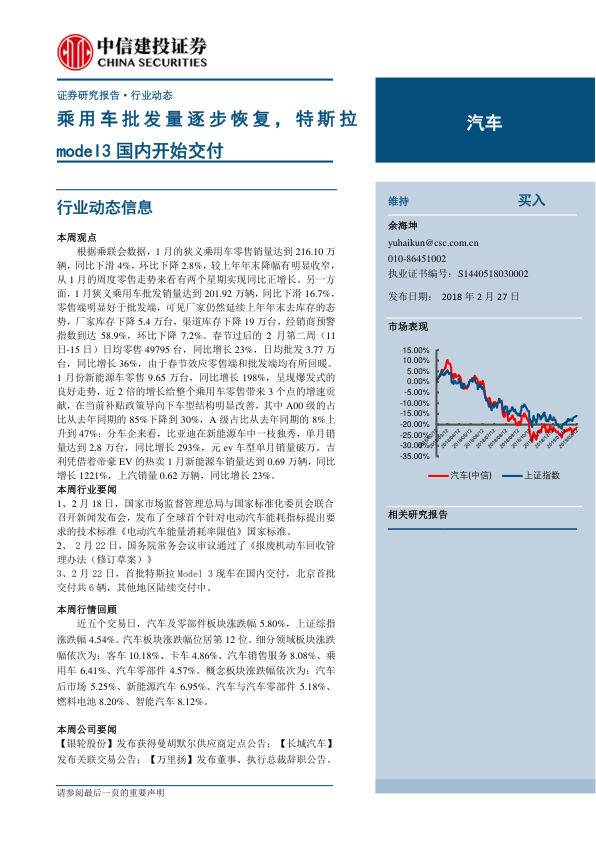 中信建投证券
CHINA SECURITIES
证券研究报告·行业动态
乘用车批发量逐步恢复，特斯拉
model3 国内开始交付
汽车
行业动态信息
本周观点
根据乘联会数据，1 月的狭义乘用车零售销量达到 216.10 万
辆，同比下滑 4%，环比下降 2.8%，较上年年末降幅有明显收窄，
从 1 月的周度零售走势来看有两个星期实现同比正增长。另一方
面，1 月狭义乘用车批发销量达到 201.92 万辆，同比下滑 16.7%，
零售端明显好于批发端，可见厂家仍然延续上年年末去库存的态
势，厂家库存下降 5.4 万台，渠道库存下降 19 万台，经销商预警
指数到达 58.9%，环比下降 7.2%。春节过后的 2 月第二周（11
日-15 日）日均零售 49795 台，同比增长 23%，日均批发 3.77 万
台，同比增长 36%，由于春节效应零售端和批发端均有所回暖。
1 月份新能源车零售 9.65 万台，同比增长 198%，呈现爆发式的
良好走势，近 2 倍的增长给整个乘用车零售带来 3 个点的增速贡
献，在当前补贴政策导向下车型结构明显改善，其中 A00 级的占
比从去年同期的 85%下降到 30%，A 级占比从去年同期的 8%上
升到 47%；分车企来看，比亚迪在新能源车中一枝独秀，单月销
量达到 2.8 万台，同比增长 293%，元 ev 车型单月销量破万。吉
利凭借着帝豪 EV 的热卖 1 月新能源车销量达到 0.69 万辆，同比
增长 1221%，上汽销量 0.62 万辆，同比增长 23%。
本周行业要闻
1、2 月 18 日，国家市场监督管理总局与国家标准化委员会联合
召开新闻发布会，发布了全球首个针对电动汽车能耗指标提出要
求的技术标准《电动汽车能量消耗率限值》国家标准。
2、 2 月 22 日，国务院常务会议审议通过了《报废机动车回收管
理办法（修订草案）》
3、2 月 22 日，首批特斯拉 Model 3 现车在国内交付，北京首批
交付共 6 辆，其他地区陆续交付中。
本周行情回顾
近五个交易日，汽车及零部件板块涨跌幅 5.80%，上证综指
涨跌幅 4.54%。汽车板块涨跌幅位居第 12 位。细分领域板块涨跌
幅依次为：客车 10.18%、卡车 4.86%、汽车销售服务 8.08%、乘
用车 6.41%、汽车零部件 4.57%。概念板块涨跌幅依次为：汽车
后市场 5.25%、新能源汽车 6.95%、汽车与汽车零部件 5.18%、
燃料电池 8.20%、智能汽车 8.12%。
本周公司要闻
【银轮股份】发布获得曼胡默尔供应商定点公告；【长城汽车】
发布关联交易公告；【万里扬】发布董事、执行总裁辞职公告。
请参阅最后一页的重要声明
维持 买入
余海坤
yuhaikun@csc.com.cn
010-86451002
执业证书编号：S1440518030002
发布日期： 2018 年 2 月 27 日
市场表现
15.00%
10.00%
5.00%
0.00%
-5.00%
-10.00%
-15.00%
-20.00%
-25.00%
-30.00%
-35.00%
汽车(中信) 上证指数
相关研究报告